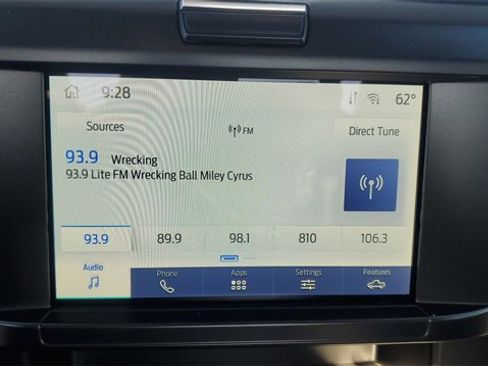 9:28
62°
Sources
FM
Direct Tune
93.9 Wrecking
93.9 Lite FM Wrecking Ball Miley Cyrus
93.9 89.9 98.1 810 106.3
Audio Phone Apps Settings Features